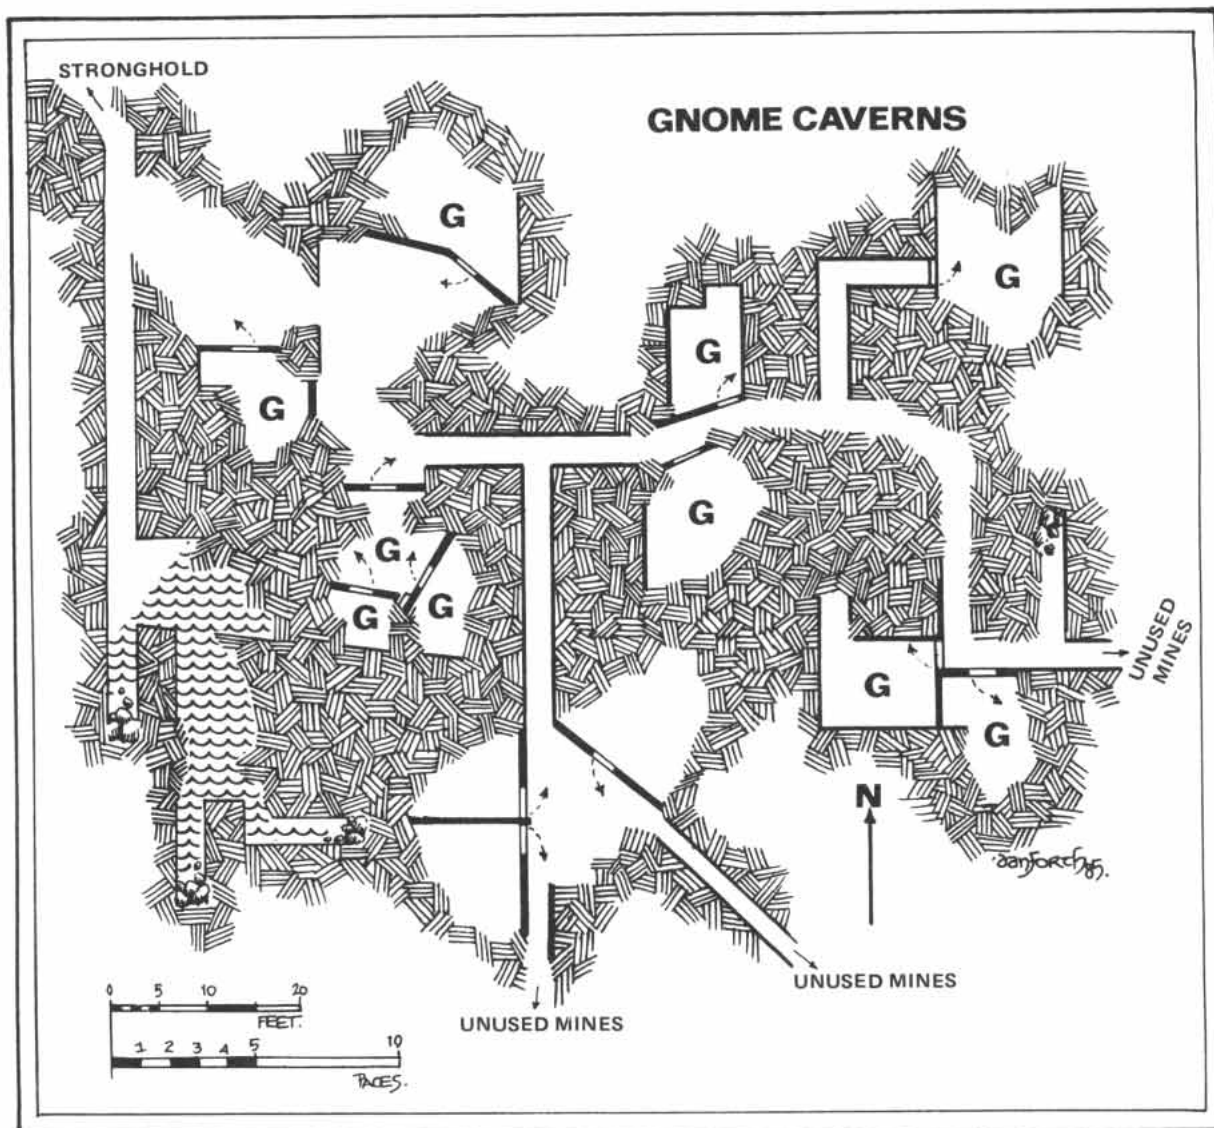 STRONGHOLD
GNOME CAVERNS
G
G
G
G
G
G
G
G
UNUSED
MINES
G
G
N
UNUSED MINES
0 5 10 20
FEET.
UNUSED MINES
1 2 3 4 5 10
PACES.